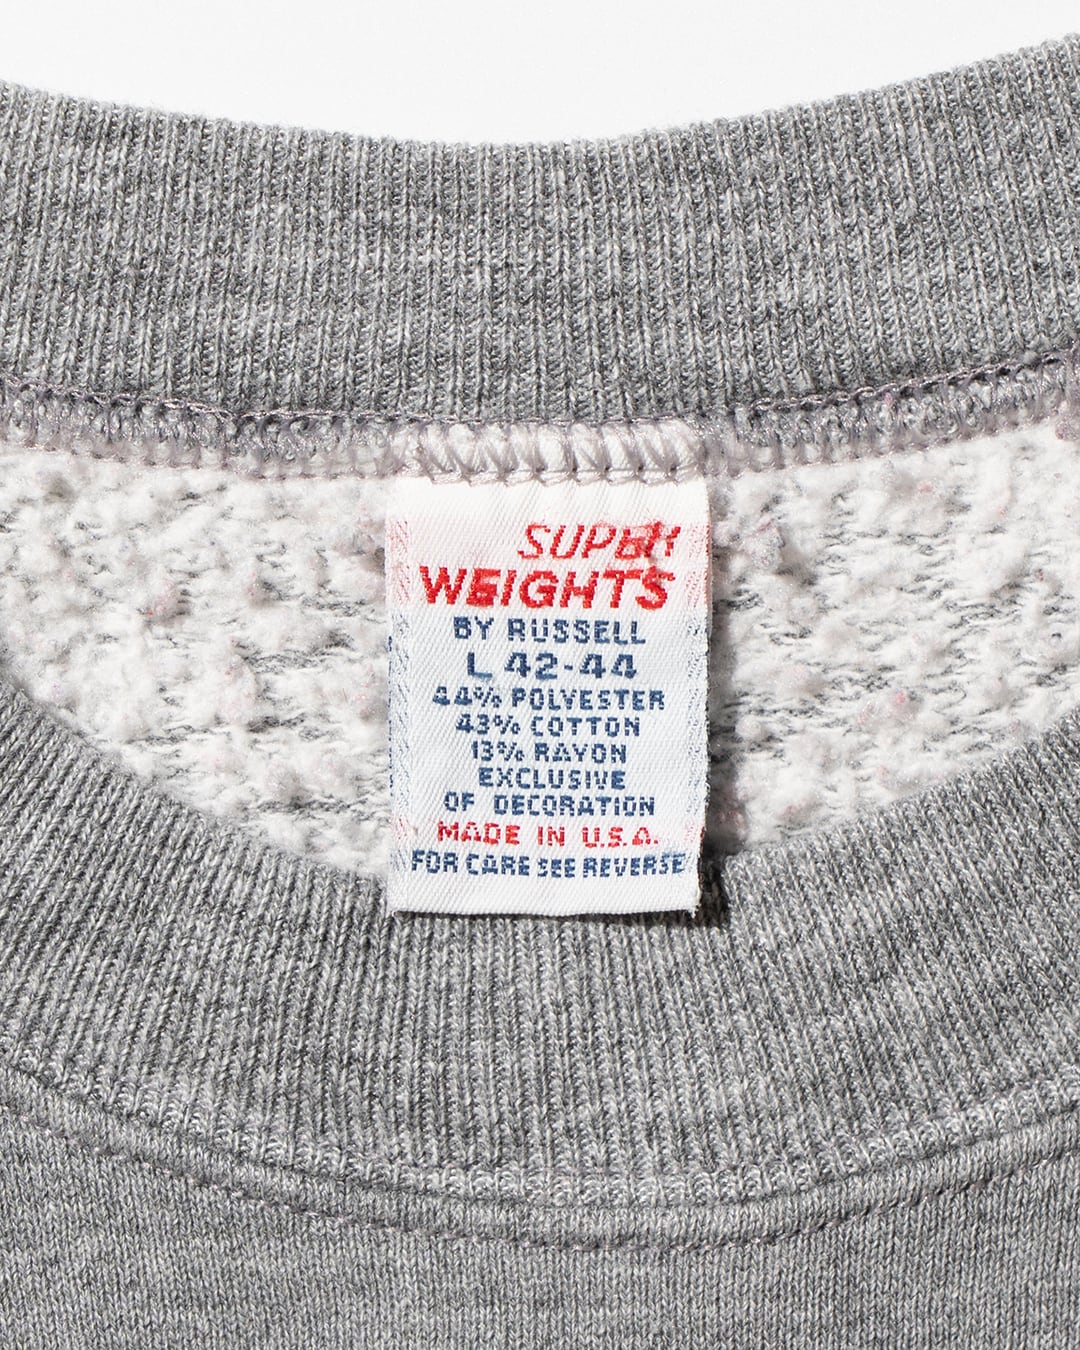 SUPER
WEIGHTS
BY RUSSELL
L 42-44
44% POLYESTER
43% COTTON
13% RAYON
EXCLUSIVE
OF DECORATION
MADE IN U.S.A.
FOR CARE SEE REVERSE